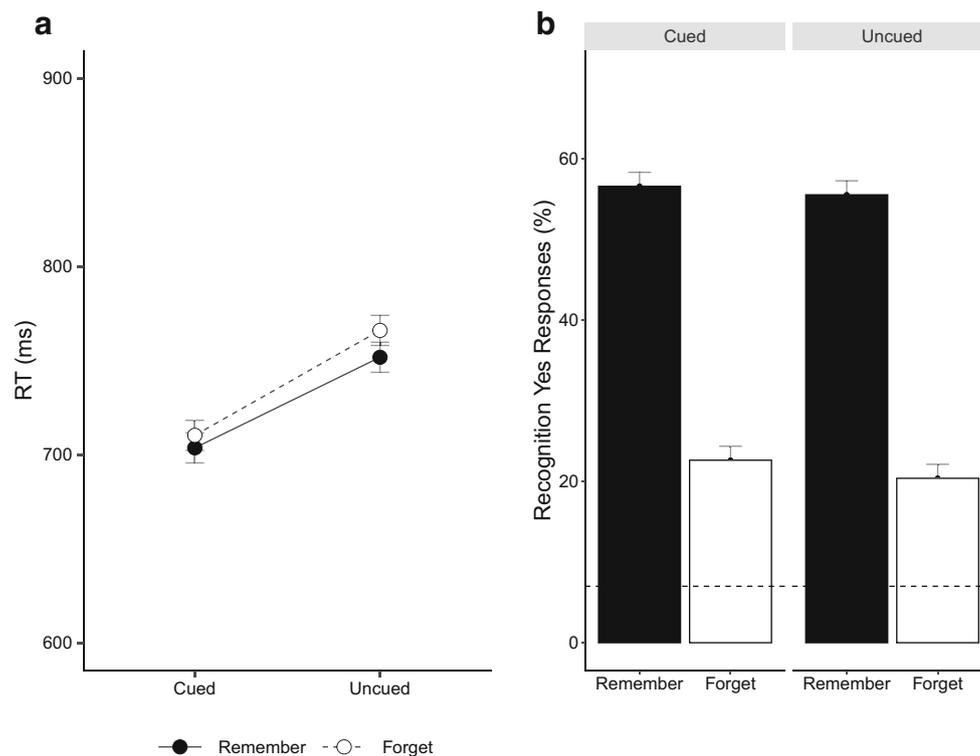 a
900
800
700
600
RT (ms)
Cued
Uncued
Remember
Forget
b
Cued
Uncued
60
40
20
0
Recognition Yes Responses (%)
Remember
Forget
Remember
Forget